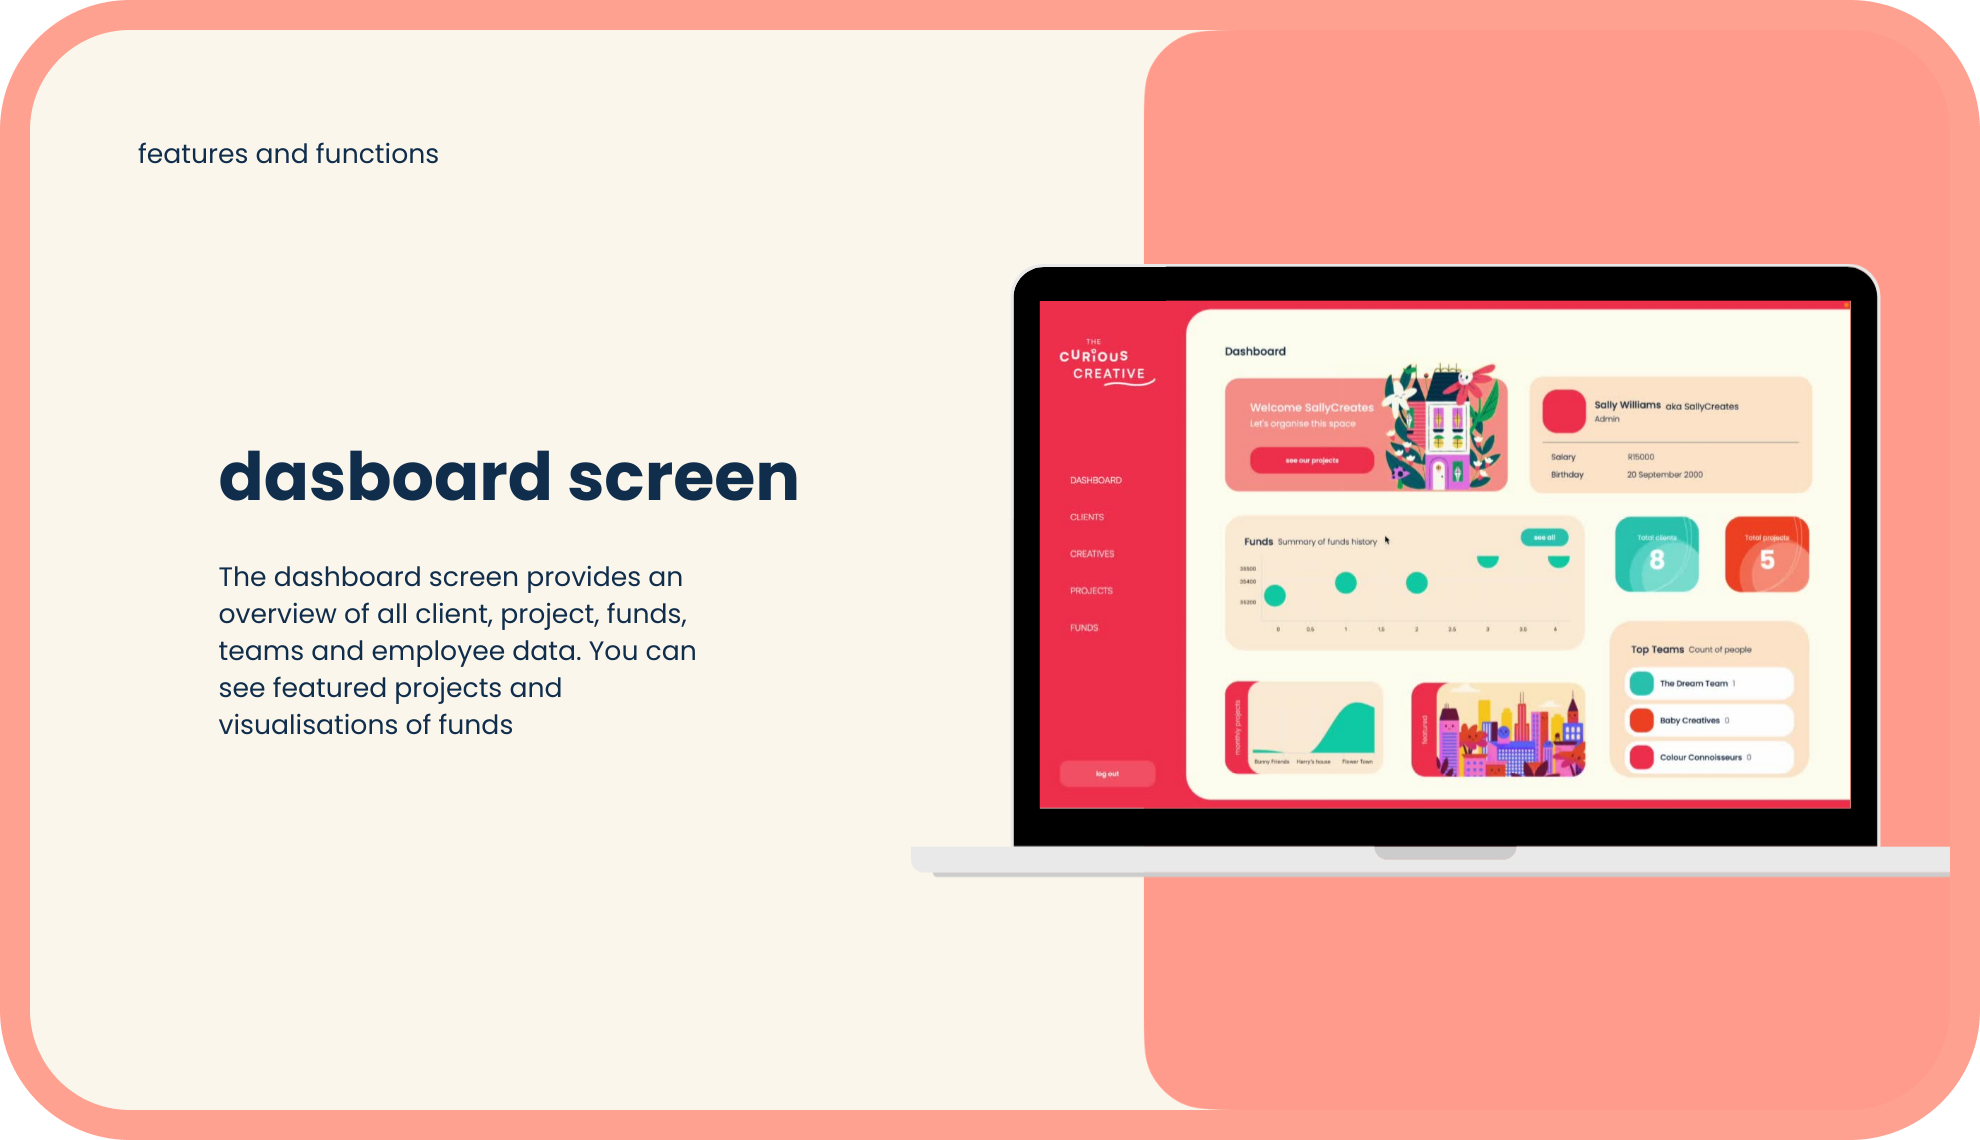 features and functions
dasboard screen
The dashboard screen provides an
overview of all client, project, funds,
teams and employee data. You can
see featured projects and
visualisations of funds
THE
CURiOUS
CREATIVE
DASHBOARD
CLIENTS
CREATIVES
PROJECTS
FUNDS
log out
Dashboard
Welcome SallyCreates
Let's organise this space
see our projects
Sally Williams aka SallyCreates
Admin
Salary R15000
Birthday 20 September 2000
Funds Summary of funds history
see all
35500
35400
35200
0 0.5 1 1.5 2 2.5 3 3.5 4
Total clients
8
Total projects
5
monthly projects
Bunny Friends Harry's house Flower Town
featured
Top Teams Count of people
The Dream Team 1
Baby Creatives 0
Colour Connoisseurs 0